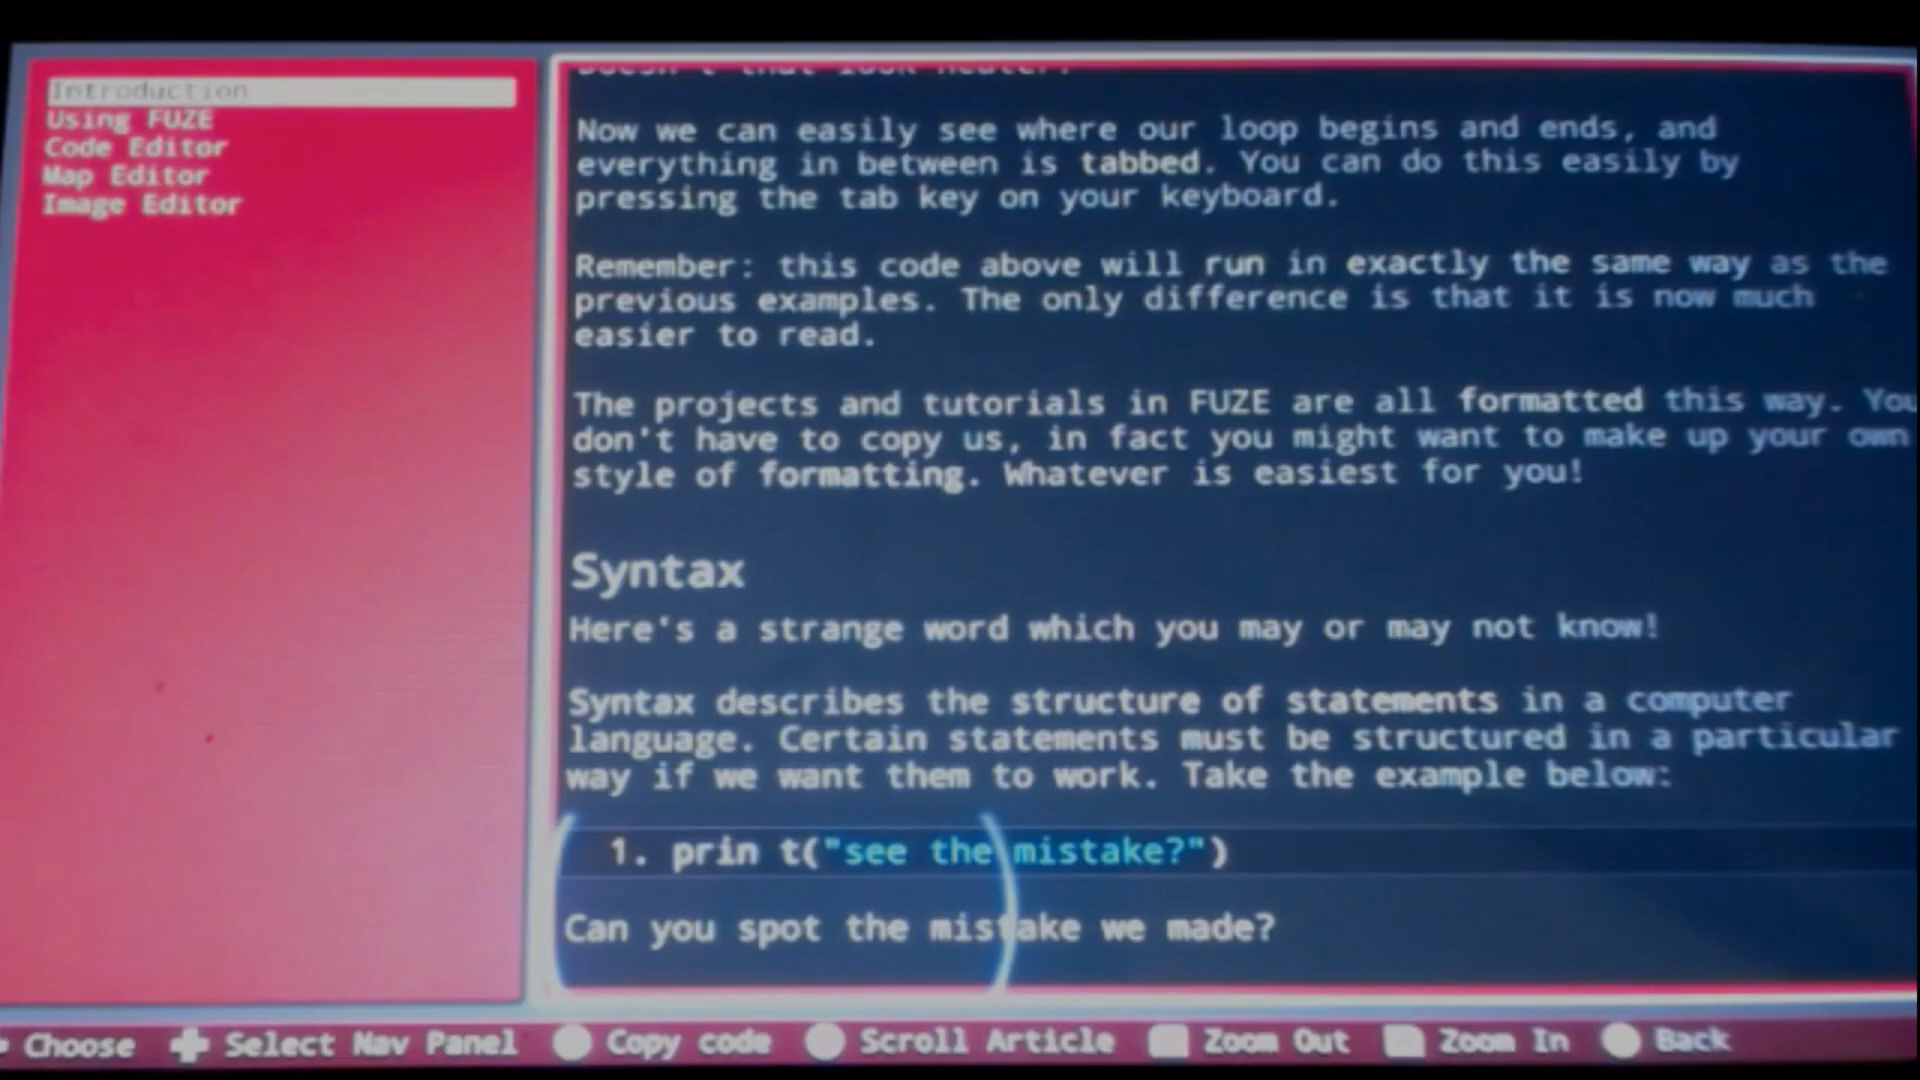 Introduction
Using FUZE
Code Editor
Map Editor
Image Editor
Doesn't that look neater?
Now we can easily see where our loop begins and ends, and
everything in between is tabbed. You can do this easily by
pressing the tab key on your keyboard.
Remember: this code above will run in exactly the same way as the
previous examples. The only difference is that it is now much
easier to read.
The projects and tutorials in FUZE are all formatted this way. You
don't have to copy us, in fact you might want to make up your own
style of formatting. Whatever is easiest for you!
Syntax
Here's a strange word which you may or may not know!
Syntax describes the structure of statements in a computer
language. Certain statements must be structured in a particular
way if we want them to work. Take the example below:
1. prin t("see the mistake?")
Can you spot the mistake we made?
Choose Select Nav Panel Copy code Scroll Article Zoom Out Zoom In Back